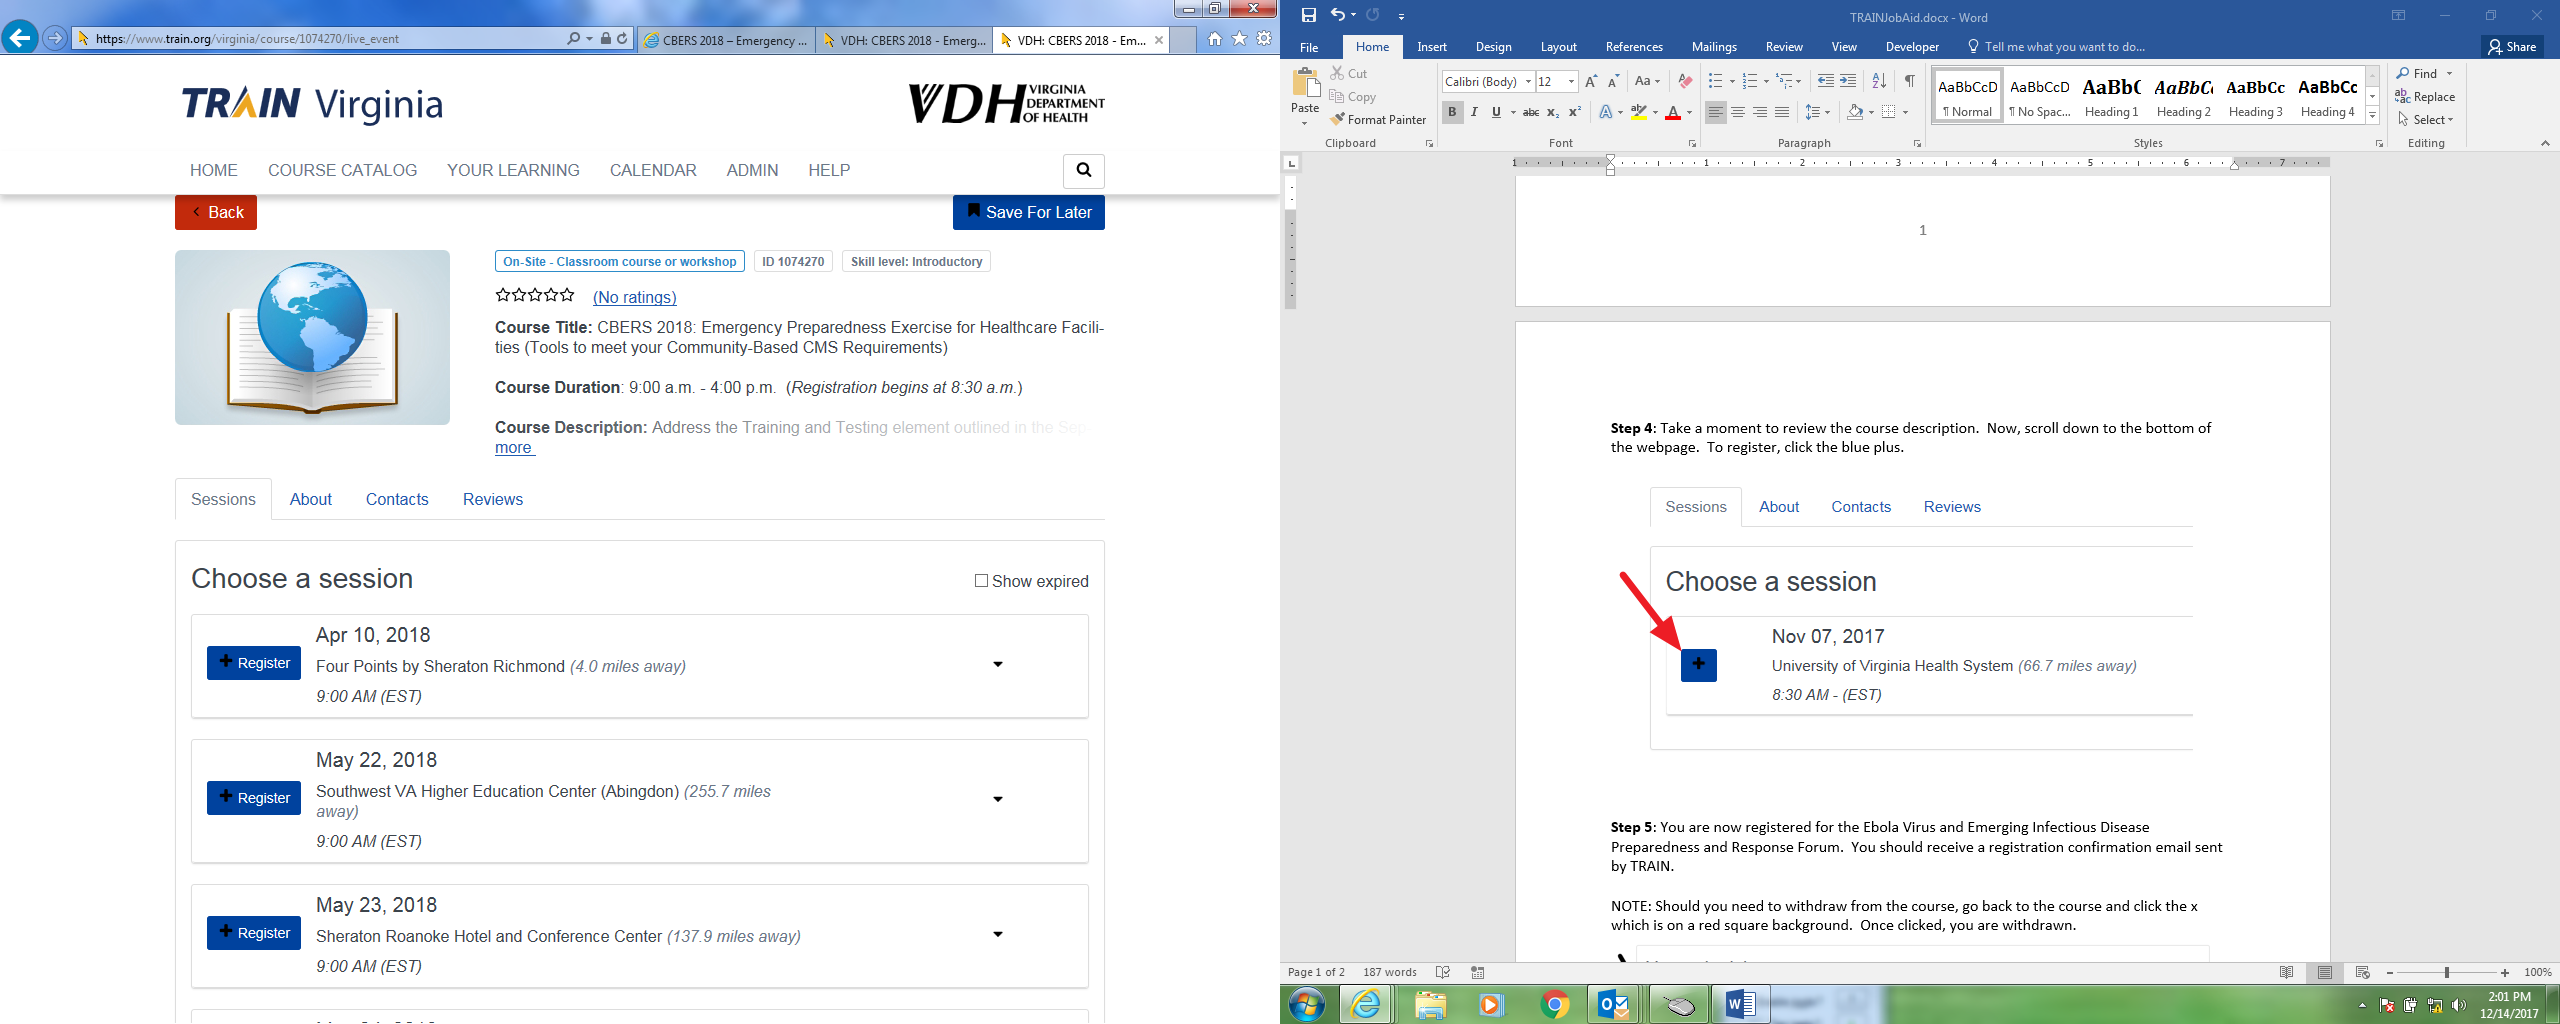 https://www.train.org/virginia/course/1074270/live_event
CBERS 2018 – Emergency ...
VDH: CBERS 2018 - Emerg...
VDH: CBERS 2018 - Em...
TRAIN Virginia
VDH VIRGINIA
DEPARTMENT
OF HEALTH
HOME COURSE CATALOG YOUR LEARNING CALENDAR ADMIN HELP
Back
Save For Later
On-Site - Classroom course or workshop
ID 1074270
Skill level: Introductory
(No ratings)
Course Title: CBERS 2018: Emergency Preparedness Exercise for Healthcare Facili-
ties (Tools to meet your Community-Based CMS Requirements)
Course Duration: 9:00 a.m. - 4:00 p.m. (Registration begins at 8:30 a.m.)
Course Description: Address the Training and Testing element outlined in the Sep
more
Sessions About Contacts Reviews
Choose a session
Show expired
Apr 10, 2018
Register
Four Points by Sheraton Richmond (4.0 miles away)
9:00 AM (EST)
May 22, 2018
Register
Southwest VA Higher Education Center (Abingdon) (255.7 miles
away)
9:00 AM (EST)
May 23, 2018
Register
Sheraton Roanoke Hotel and Conference Center (137.9 miles away)
9:00 AM (EST)
TRAINJobAid.docx - Word
File Home Insert Design Layout References Mailings Review View Developer Tell me what you want to do... Share
Paste
Cut
Copy
Format Painter
Clipboard
Calibri (Body) 12
Aa
B I U abc x₂ x²
A A
Font
Paragraph
AaBbCcD AaBbCcD AaBbC AaBbC AaBbCc AaBbCc
¶ Normal ¶ No Spac... Heading 1 Heading 2 Heading 3 Heading 4
Styles
Find
Replace
Select
Editing
1 1 2 3 4 5 6 7
1
Step 4: Take a moment to review the course description. Now, scroll down to the bottom of
the webpage. To register, click the blue plus.
Sessions About Contacts Reviews
Choose a session
Nov 07, 2017
University of Virginia Health System (66.7 miles away)
8:30 AM - (EST)
Step 5: You are now registered for the Ebola Virus and Emerging Infectious Disease
Preparedness and Response Forum. You should receive a registration confirmation email sent
by TRAIN.
NOTE: Should you need to withdraw from the course, go back to the course and click the x
which is on a red square background. Once clicked, you are withdrawn.
Page 1 of 2 187 words
100%
2:01 PM
12/14/2017